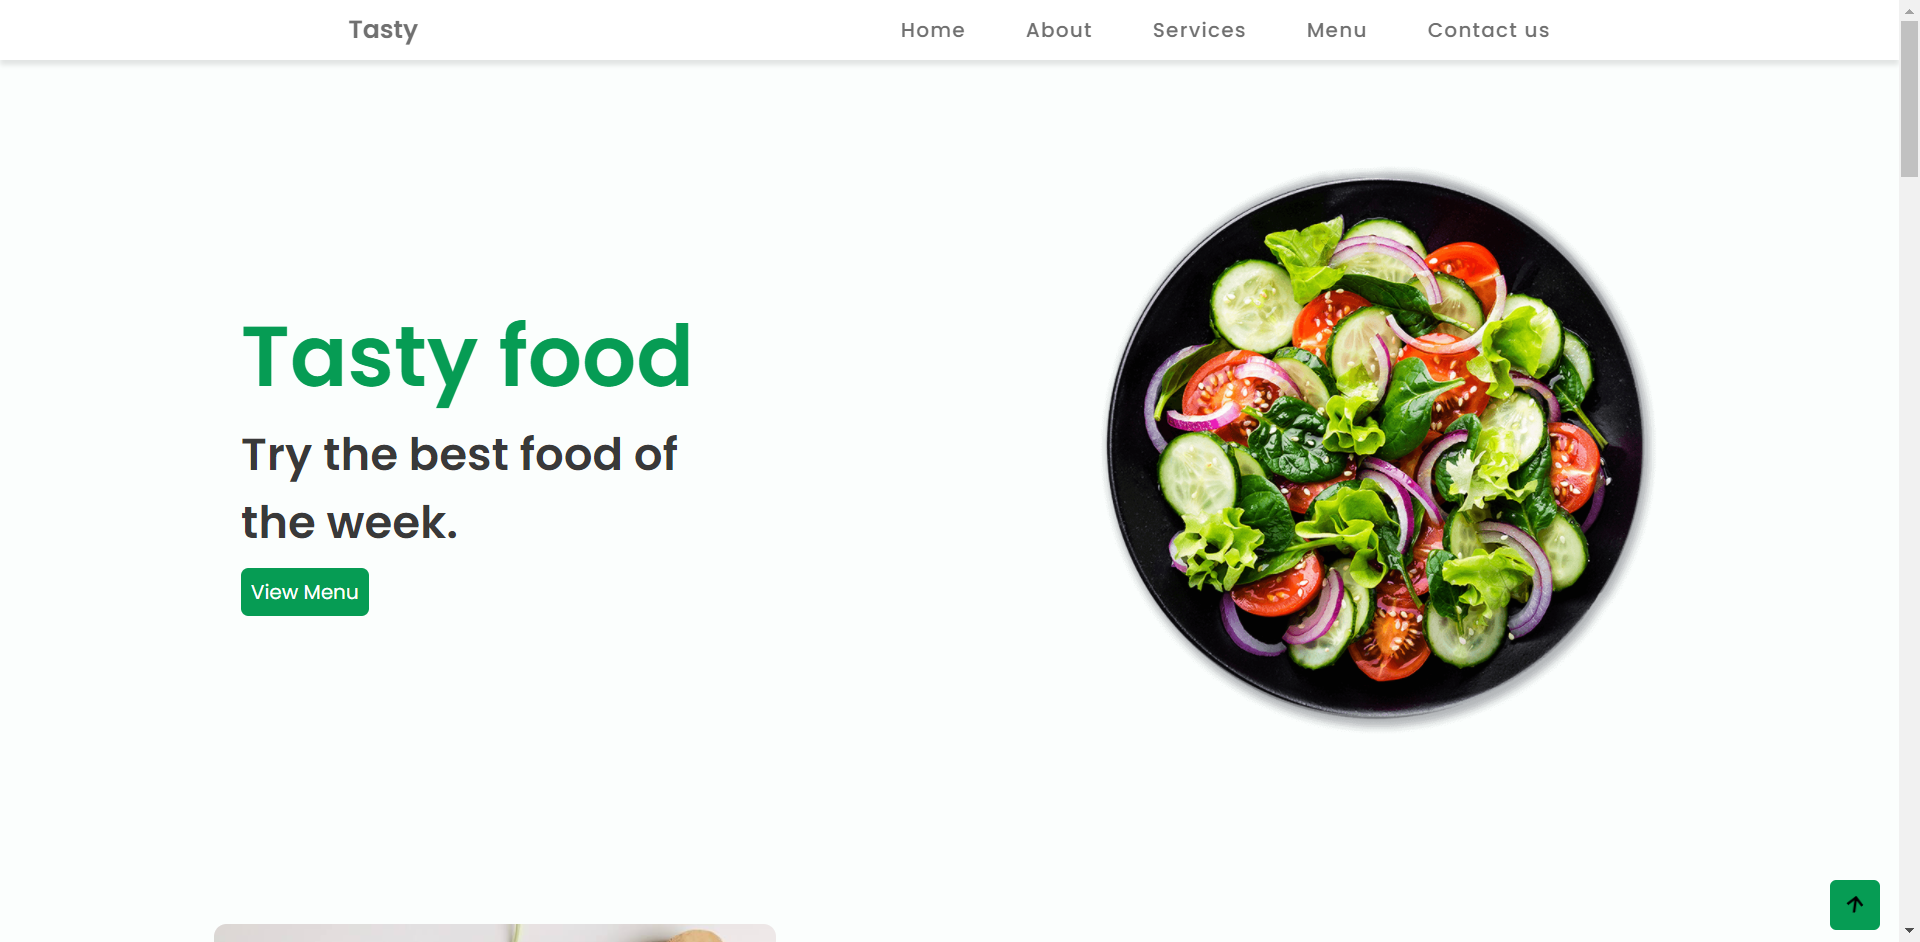 Tasty
Home About Services Menu Contact us
Tasty food
Try the best food of
the week.
View Menu